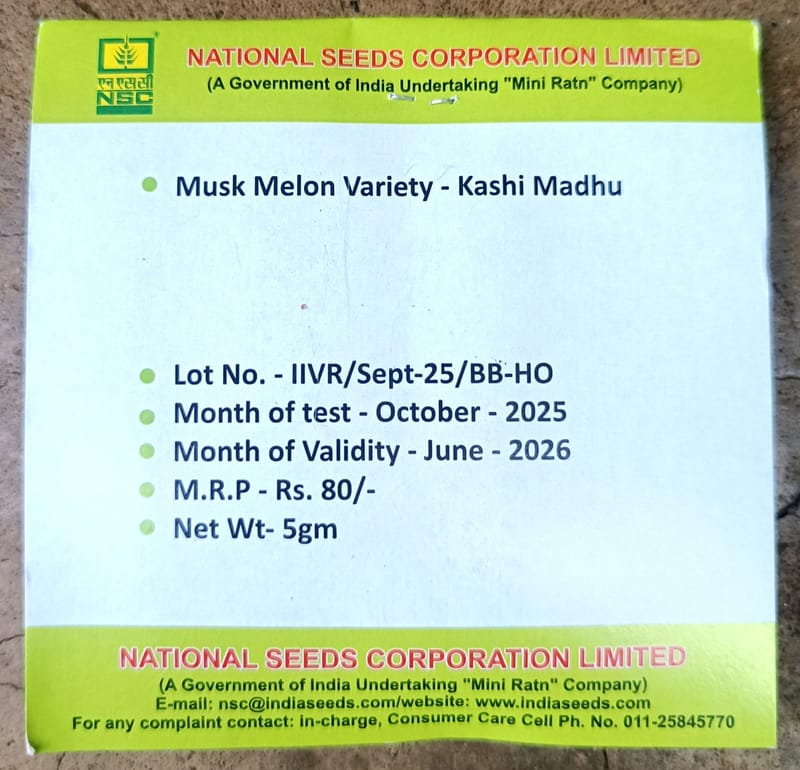 एन एस सी
NSC
NATIONAL SEEDS CORPORATION LIMITED
(A Government of India Undertaking "Mini Ratn" Company)
Musk Melon Variety - Kashi Madhu
Lot No. - IIVR/Sept-25/BB-HO
Month of test - October - 2025
Month of Validity - June - 2026
M.R.P - Rs. 80/-
Net Wt- 5gm
NATIONAL SEEDS CORPORATION LIMITED
(A Government of India Undertaking "Mini Ratn" Company)
E-mail: nsc@indiaseeds.com/website: www.indiaseeds.com
For any complaint contact: in-charge, Consumer Care Cell Ph. No. 011-25845770